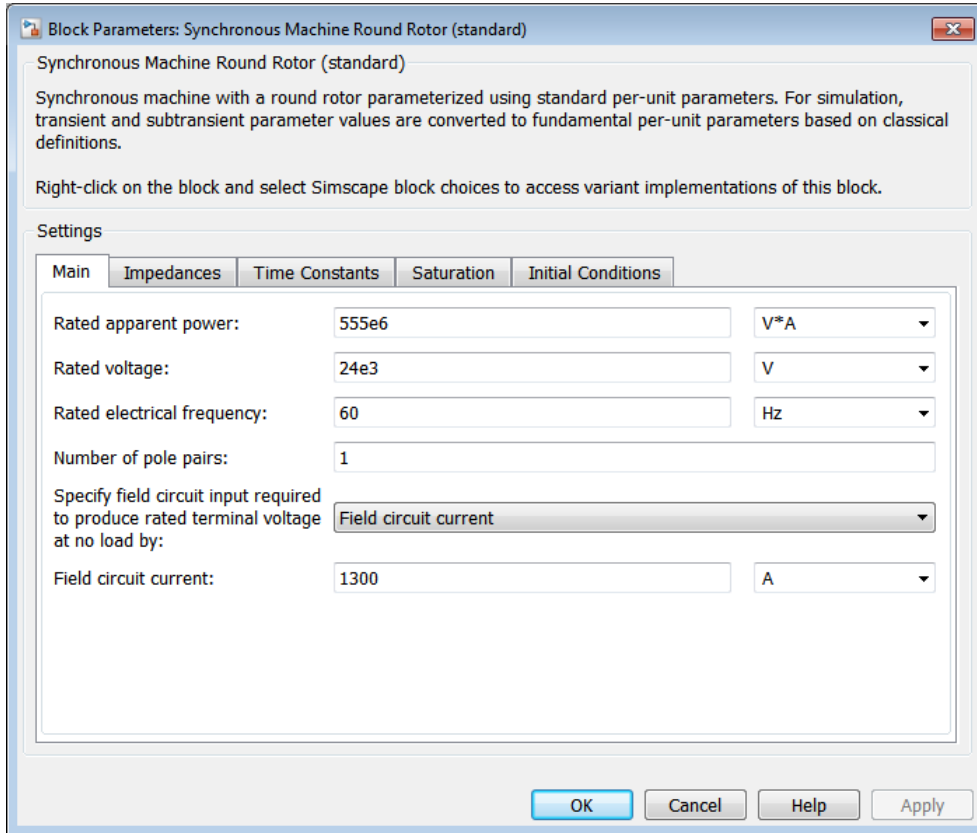 Block Parameters: Synchronous Machine Round Rotor (standard)
Synchronous Machine Round Rotor (standard)
Synchronous machine with a round rotor parameterized using standard per-unit parameters. For simulation,
transient and subtransient parameter values are converted to fundamental per-unit parameters based on classical
definitions.
Right-click on the block and select Simscape block choices to access variant implementations of this block.
Settings
Main Impedances Time Constants Saturation Initial Conditions
Rated apparent power: 555e6 V*A
Rated voltage: 24e3 V
Rated electrical frequency: 60 Hz
Number of pole pairs: 1
Specify field circuit input required
to produce rated terminal voltage Field circuit current
at no load by:
Field circuit current: 1300 A
OK Cancel Help Apply